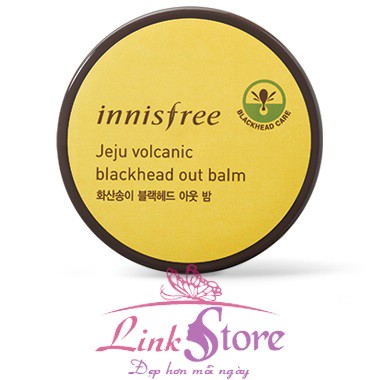 innisfree
BLACKHEAD CARE
Jeju volcanic
blackhead out balm
화산송이 블랙헤드 아웃 밤
Link Store
Đẹp hơn mỗi ngày